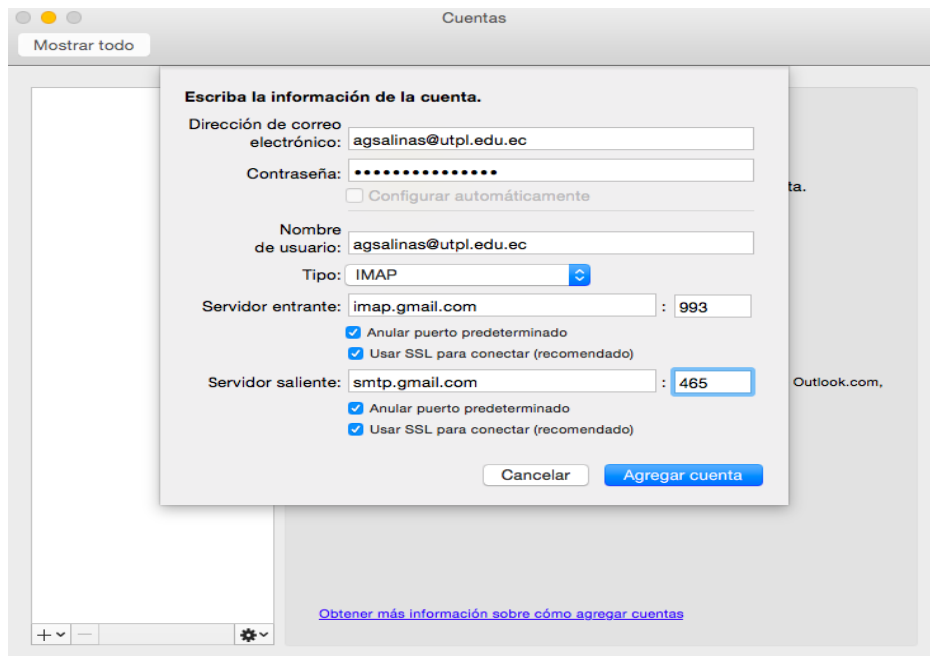 Cuentas
Mostrar todo
Escriba la información de la cuenta.
Dirección de correo
electrónico: agsalinas@utpl.edu.ec
Contraseña: •••••••••••••••
ta.
Configurar automáticamente
Nombre
de usuario: agsalinas@utpl.edu.ec
Tipo: IMAP
Servidor entrante: imap.gmail.com : 993
Anular puerto predeterminado
Usar SSL para conectar (recomendado)
Servidor saliente: smtp.gmail.com : 465
Outlook.com,
Anular puerto predeterminado
Usar SSL para conectar (recomendado)
Cancelar
Agregar cuenta
Obtener más información sobre cómo agregar cuentas